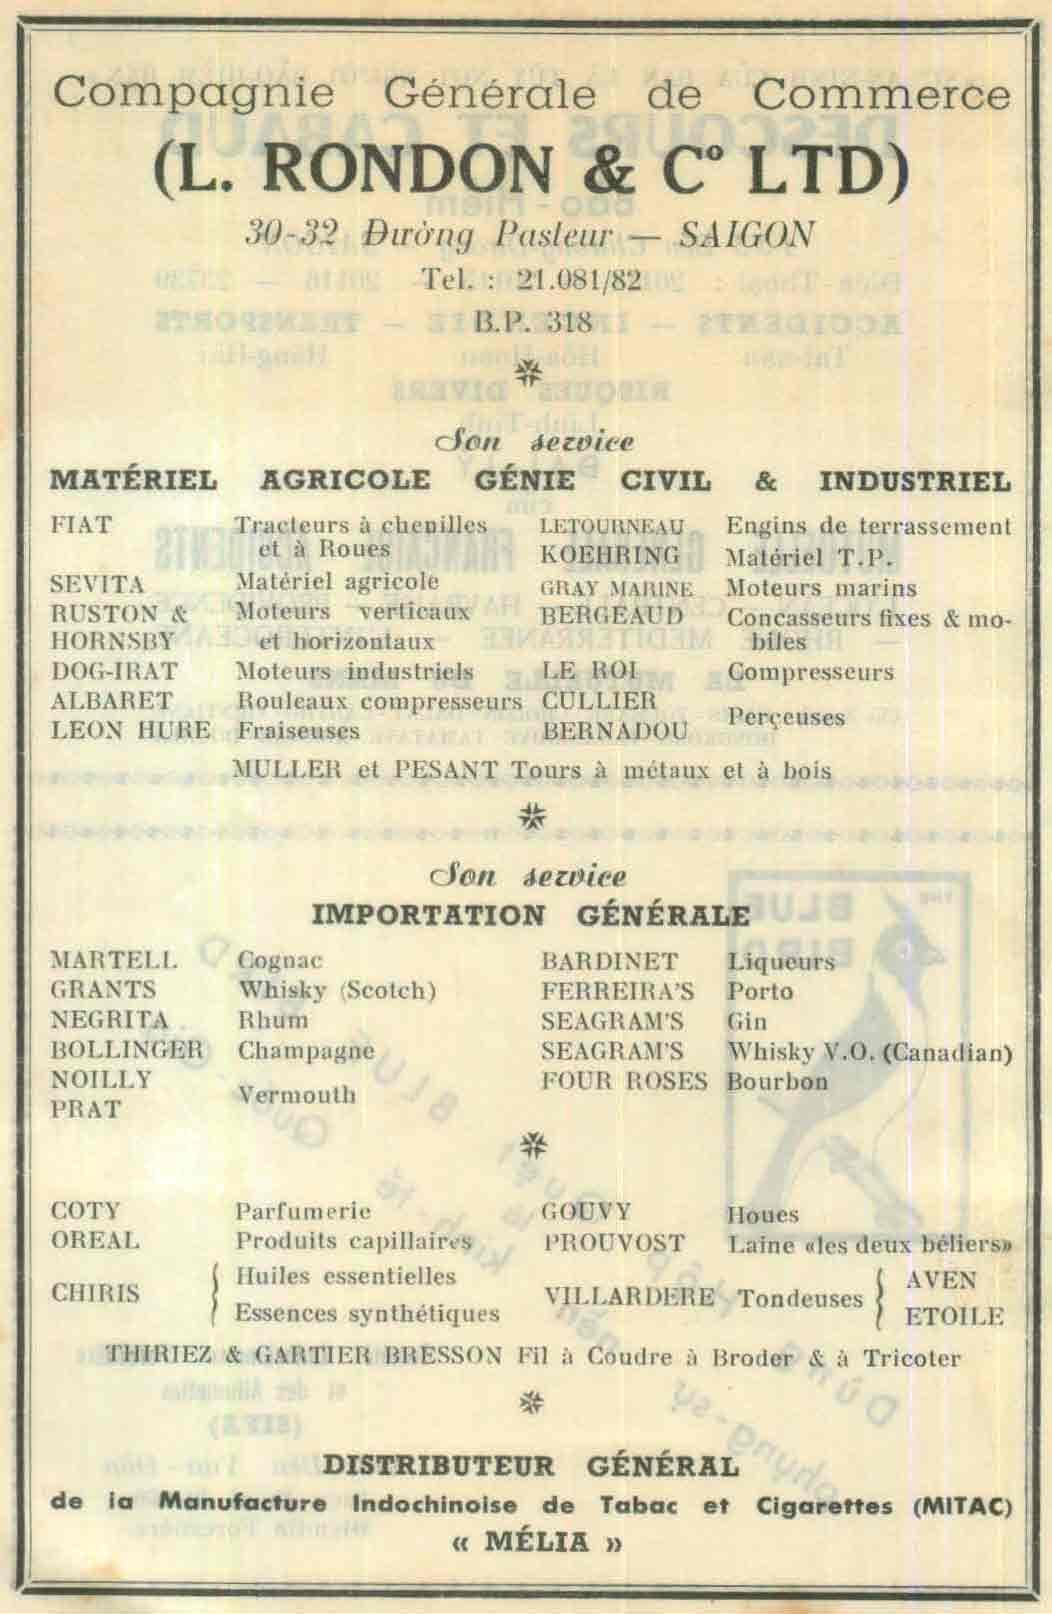 Compagnie Générale de Commerce
(L. RONDON & Cº LTD)
30-32 Đường Pasteur — SAIGON
Tel. : 21.081/82
B.P. 318
Son service
MATÉRIEL AGRICOLE GÉNIE CIVIL & INDUSTRIEL
FIAT Tracteurs à chenilles et à Roues
LETOURNEAU Engins de terrassement
KOEHRING Matériel T.P.
SEVITA Matériel agricole
GRAY MARINE Moteurs marins
RUSTON & HORNSBY Moteurs verticaux et horizontaux
BERGEAUD Concasseurs fixes & mobiles
DOG-IRAT Moteurs industriels
LE ROI Compresseurs
ALBARET Rouleaux compresseurs
CULLIER
LEON HURE Fraiseuses
BERNADOU Perçeuses
MULLER et PESANT Tours à métaux et à bois
Son service
IMPORTATION GÉNÉRALE
MARTELL Cognac BARDINET Liqueurs
GRANTS Whisky (Scotch) FERREIRA'S Porto
NEGRITA Rhum SEAGRAM'S Gin
BOLLINGER Champagne SEAGRAM'S Whisky V.O. (Canadian)
NOILLY PRAT Vermouth FOUR ROSES Bourbon
COTY Parfumerie GOUVY Houes
OREAL Produits capillaires PROUVOST Laine «les deux béliers»
CHIRIS { Huiles essentielles
Essences synthétiques
VILLARDERE Tondeuses { AVEN
ETOILE
THIRIEZ & GARTIER BRESSON Fil à Coudre à Broder & à Tricoter
DISTRIBUTEUR GÉNÉRAL
de la Manufacture Indochinoise de Tabac et Cigarettes (MITAC)
« MÉLIA »